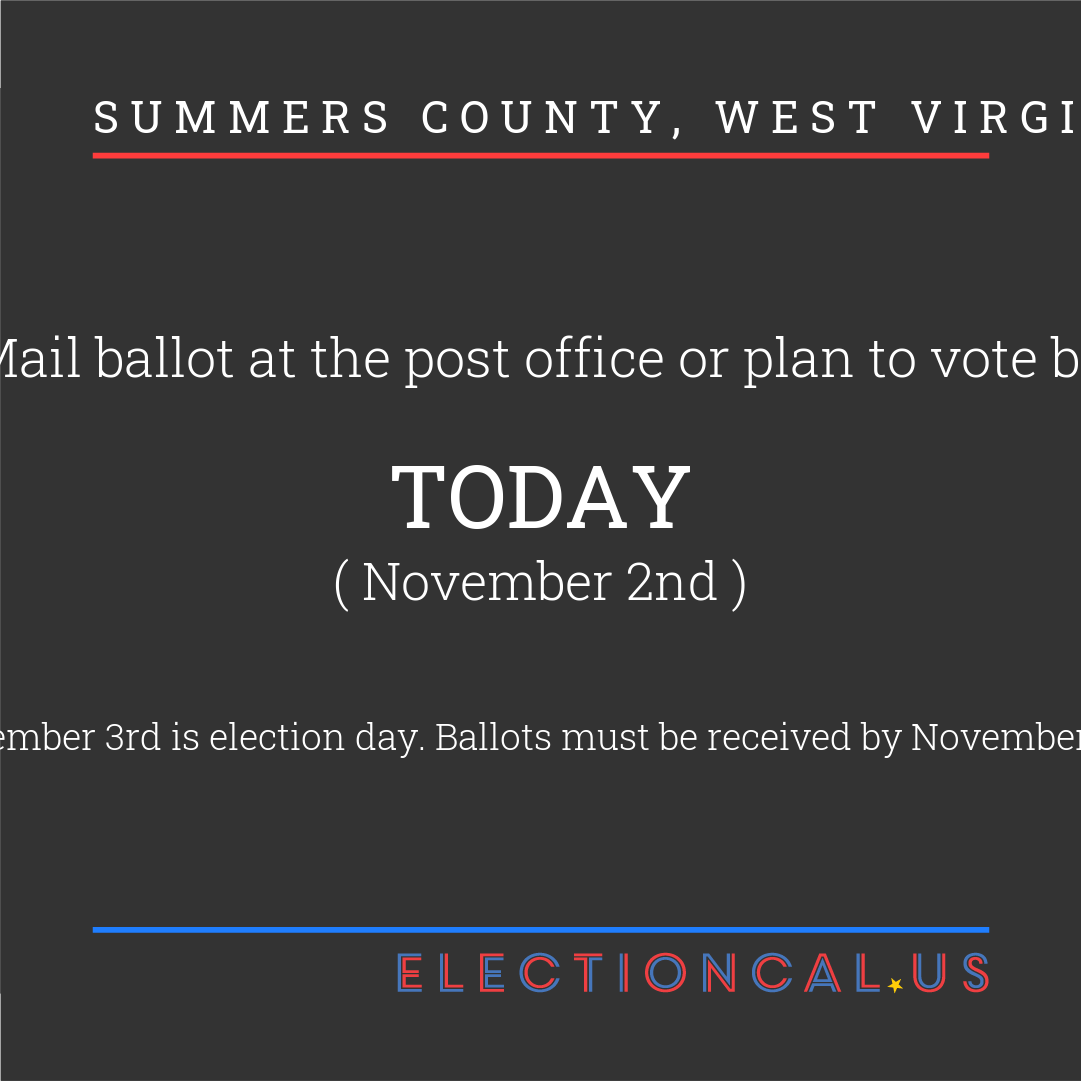 SUMMERS COUNTY, WEST VIRGI
Mail ballot at the post office or plan to vote b
TODAY
( November 2nd )
ember 3rd is election day. Ballots must be received by November
ELECTIONCAL.US